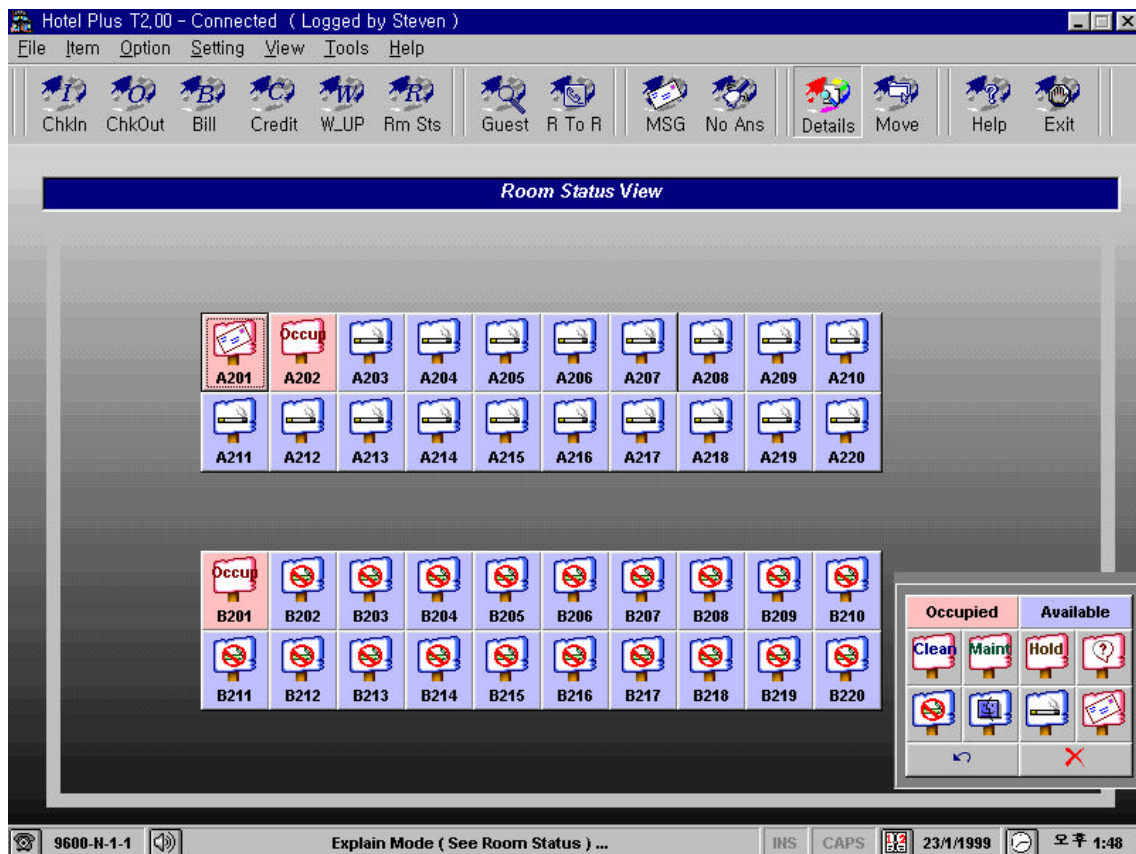 Hotel Plus T2,00 - Connected ( Logged by Steven )
File Item Option Setting View Tools Help
I O B C W R
ChkIn ChkOut Bill Credit W_UP Rm Sts Guest R To R MSG No Ans Details Move Help Exit
Room Status View
Occup
A201 A202 A203 A204 A205 A206 A207 A208 A209 A210
A211 A212 A213 A214 A215 A216 A217 A218 A219 A220
Occup
B201 B202 B203 B204 B205 B206 B207 B208 B209 B210
B211 B212 B213 B214 B215 B216 B217 B218 B219 B220
Occupied Available
Clean Maint Hold ?
9600-N-1-1 Explain Mode ( See Room Status ) ... INS CAPS 23/1/1999 오후 1:48